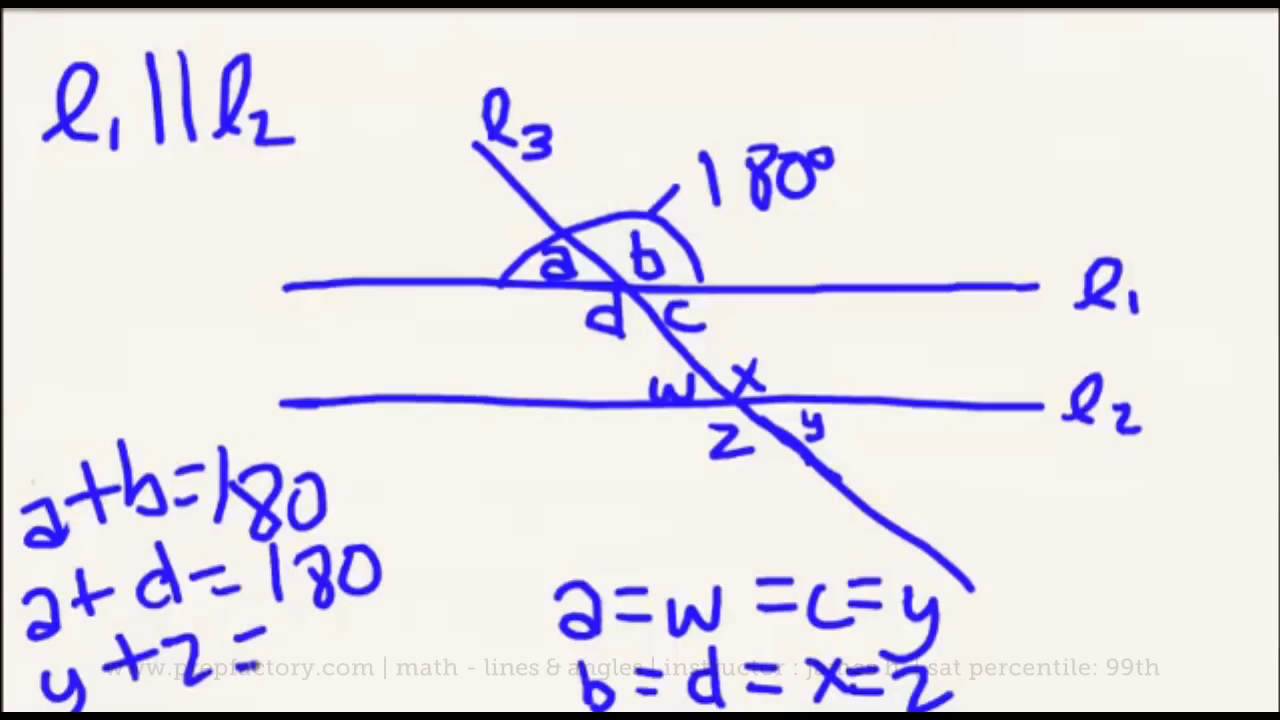 l₁ || l₂
l₃
180°
a b
l₁
d c
w x
l₂
z y
a+b=180
a+d=180
y+z=
a=w=c=y
b=d=x=z
www.prepfactory.com | math - lines & angles | instructor : sat percentile: 99th